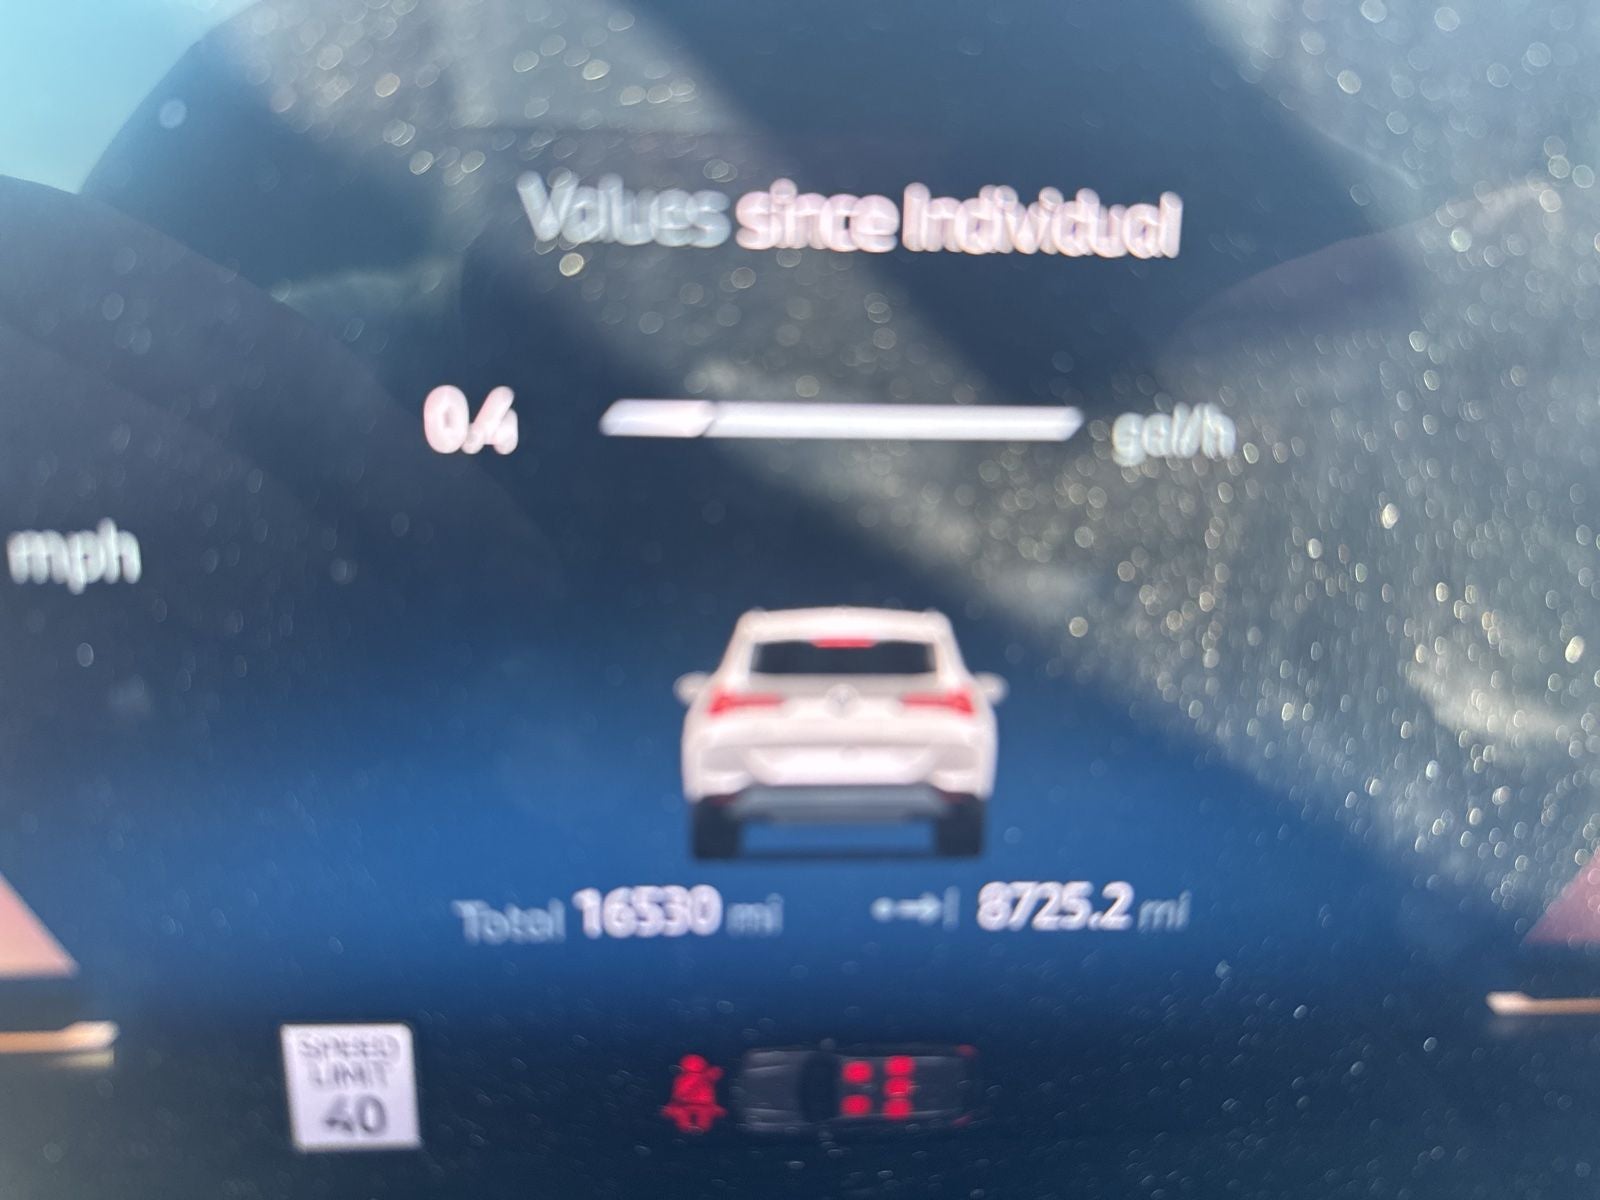 Values since Individual
0.4 gal/h
mph
Total 16530 mi 8725.2 mi
SPEED
LIMIT
40